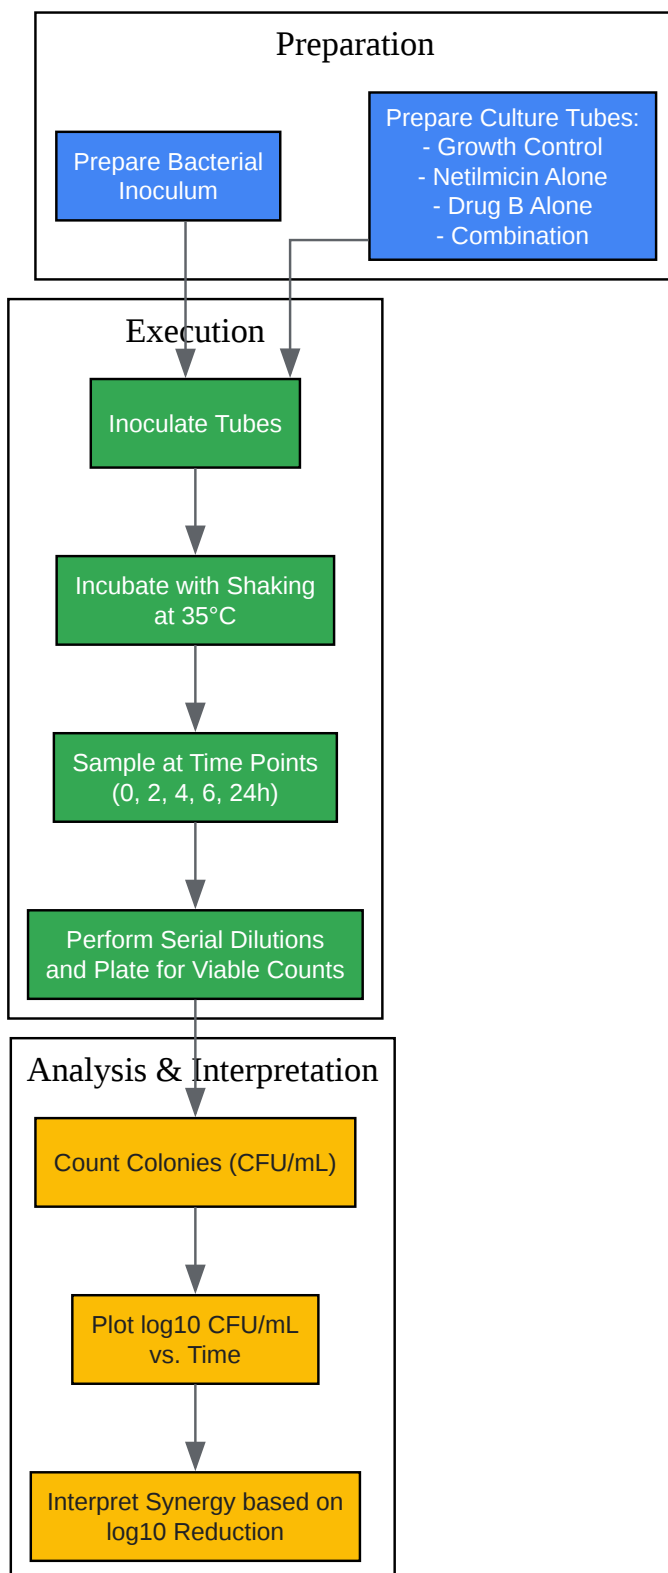 Preparation
Prepare Bacterial
Inoculum
Prepare Culture Tubes:
- Growth Control
- Netilmicin Alone
- Drug B Alone
- Combination
Execution
Inoculate Tubes
Incubate with Shaking
at 35°C
Sample at Time Points
(0, 2, 4, 6, 24h)
Perform Serial Dilutions
and Plate for Viable Counts
Analysis & Interpretation
Count Colonies (CFU/mL)
Plot log10 CFU/mL
vs. Time
Interpret Synergy based on
log10 Reduction